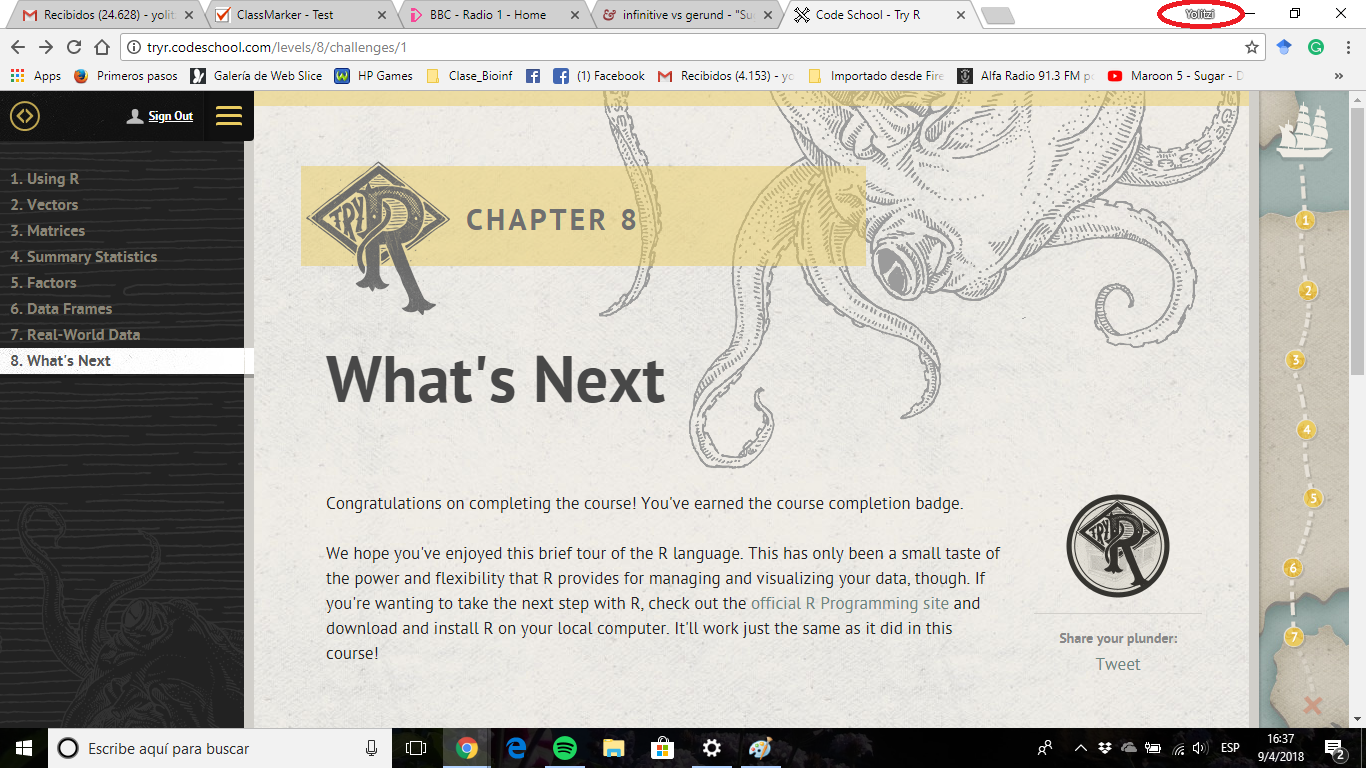 Recibidos (24.628) - yolit
ClassMarker - Test
BBC - Radio 1 - Home
infinitive vs gerund - "Su
Code School - Try R
Yolitzi
tryr.codeschool.com/levels/8/challenges/1
Apps
Primeros pasos
Galería de Web Slice
HP Games
Clase_Bioinf
(1) Facebook
Recibidos (4.153) - yc
Importado desde Fire
Alfa Radio 91.3 FM po
Maroon 5 - Sugar - D
»
Sign Out
1. Using R
2. Vectors
3. Matrices
4. Summary Statistics
5. Factors
6. Data Frames
7. Real-World Data
8. What's Next
TRY R
CHAPTER 8
What's Next
Congratulations on completing the course! You've earned the course completion badge.
We hope you've enjoyed this brief tour of the R language. This has only been a small taste of
the power and flexibility that R provides for managing and visualizing your data, though. If
you're wanting to take the next step with R, check out the official R Programming site and
download and install R on your local computer. It'll work just the same as it did in this
course!
TRY R
Share your plunder:
Tweet
1
2
3
4
5
6
7
Escribe aquí para buscar
ESP
16:37
9/4/2018
2